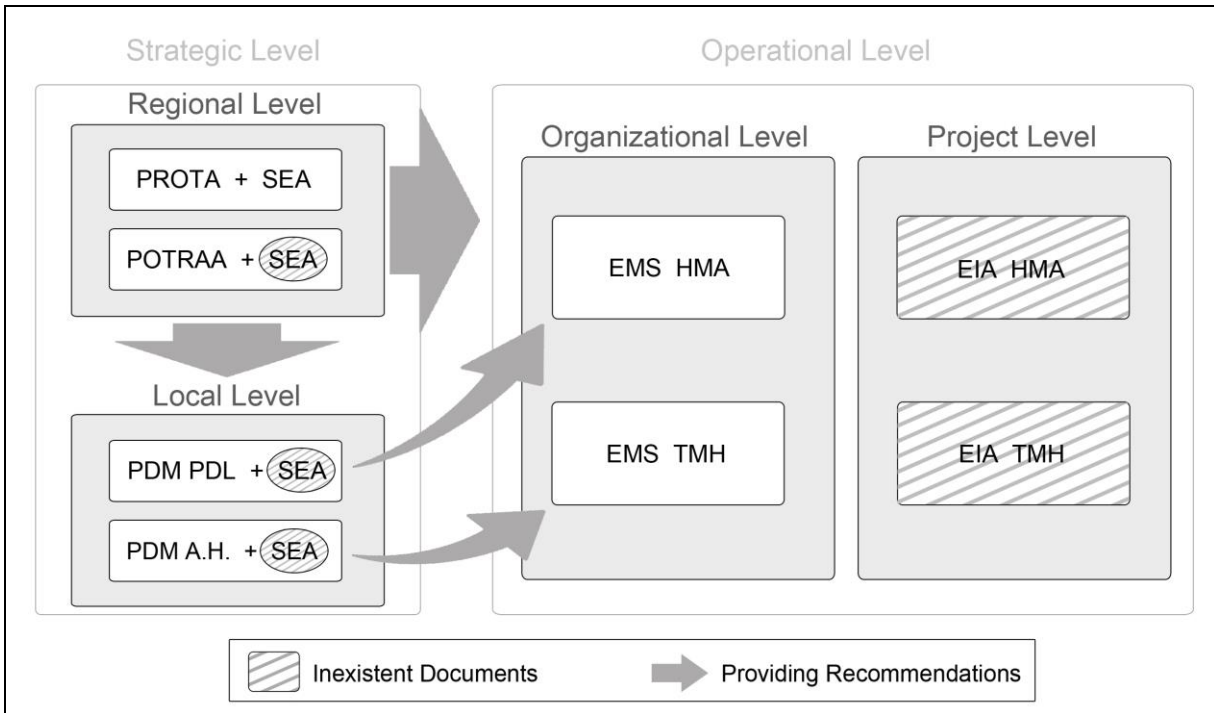 Strategic Level
Operational Level
Regional Level
PROTA + SEA
POTRAA + SEA
Local Level
PDM PDL + SEA
PDM A.H. + SEA
Organizational Level
EMS HMA
EMS TMH
Project Level
EIA HMA
EIA TMH
Inexistent Documents
Providing Recommendations